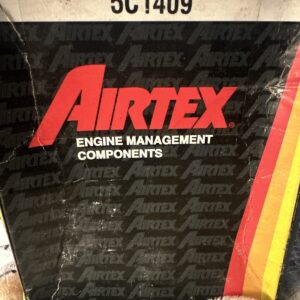 5C1409
AIRTEX®
ENGINE MANAGEMENT
COMPONENTS